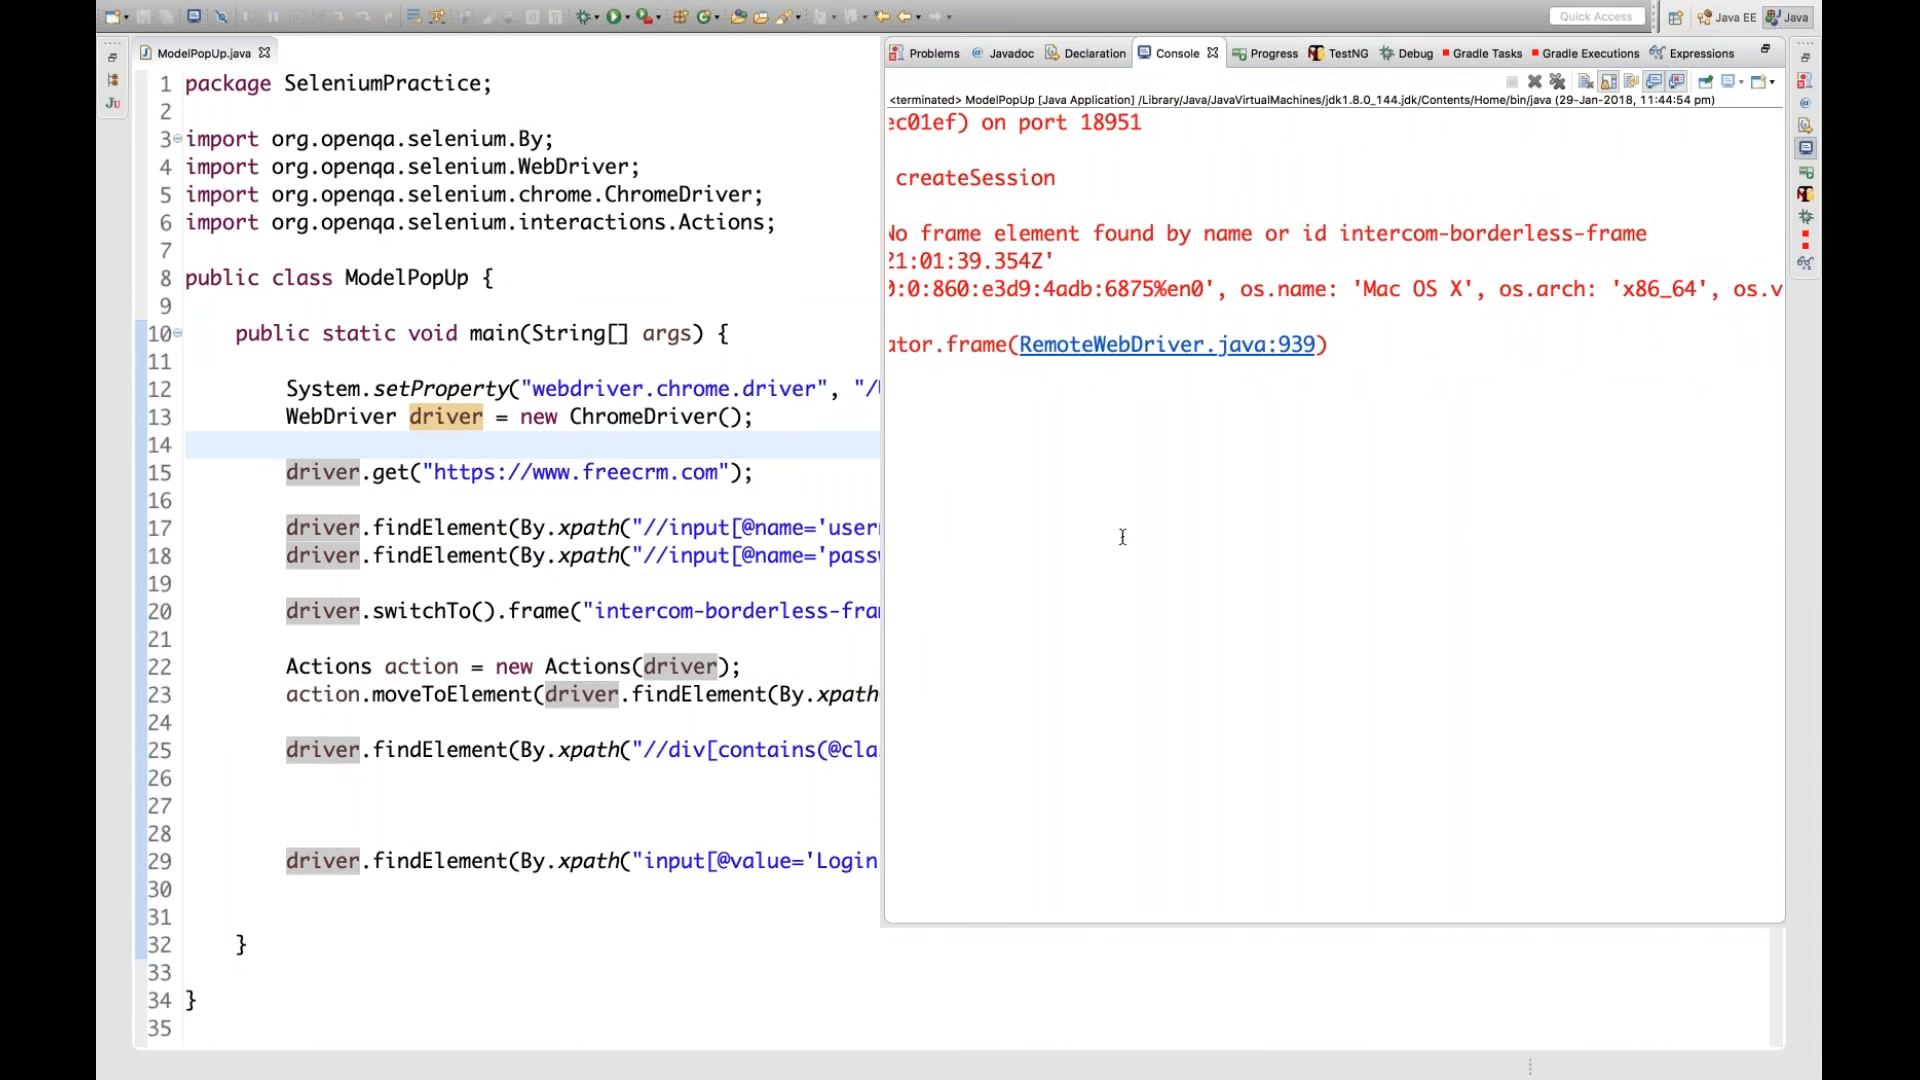 Quick Access
Java EE
Java
ModelPopUp.java
Problems
Javadoc
Declaration
Console
Progress
TestNG
Debug
Gradle Tasks
Gradle Executions
Expressions
1 package SeleniumPractice;
2
3 import org.openqa.selenium.By;
4 import org.openqa.selenium.WebDriver;
5 import org.openqa.selenium.chrome.ChromeDriver;
6 import org.openqa.selenium.interactions.Actions;
7
8 public class ModelPopUp {
9
10 public static void main(String[] args) {
11
12 System.setProperty("webdriver.chrome.driver", "/
13 WebDriver driver = new ChromeDriver();
14
15 driver.get("https://www.freecrm.com");
16
17 driver.findElement(By.xpath("//input[@name='user
18 driver.findElement(By.xpath("//input[@name='pass
19
20 driver.switchTo().frame("intercom-borderless-fra
21
22 Actions action = new Actions(driver);
23 action.moveToElement(driver.findElement(By.xpath
24
25 driver.findElement(By.xpath("//div[contains(@cla
26
27
28
29 driver.findElement(By.xpath("input[@value='Login
30
31
32 }
33
34 }
35
<terminated> ModelPopUp [Java Application] /Library/Java/JavaVirtualMachines/jdk1.8.0_144.jdk/Contents/Home/bin/java (29-Jan-2018, 11:44:54 pm)
ec01ef) on port 18951
createSession
No frame element found by name or id intercom-borderless-frame
21:01:39.354Z'
0:0:860:e3d9:4adb:6875%en0', os.name: 'Mac OS X', os.arch: 'x86_64', os.v
ator.frame(RemoteWebDriver.java:939)
Ju